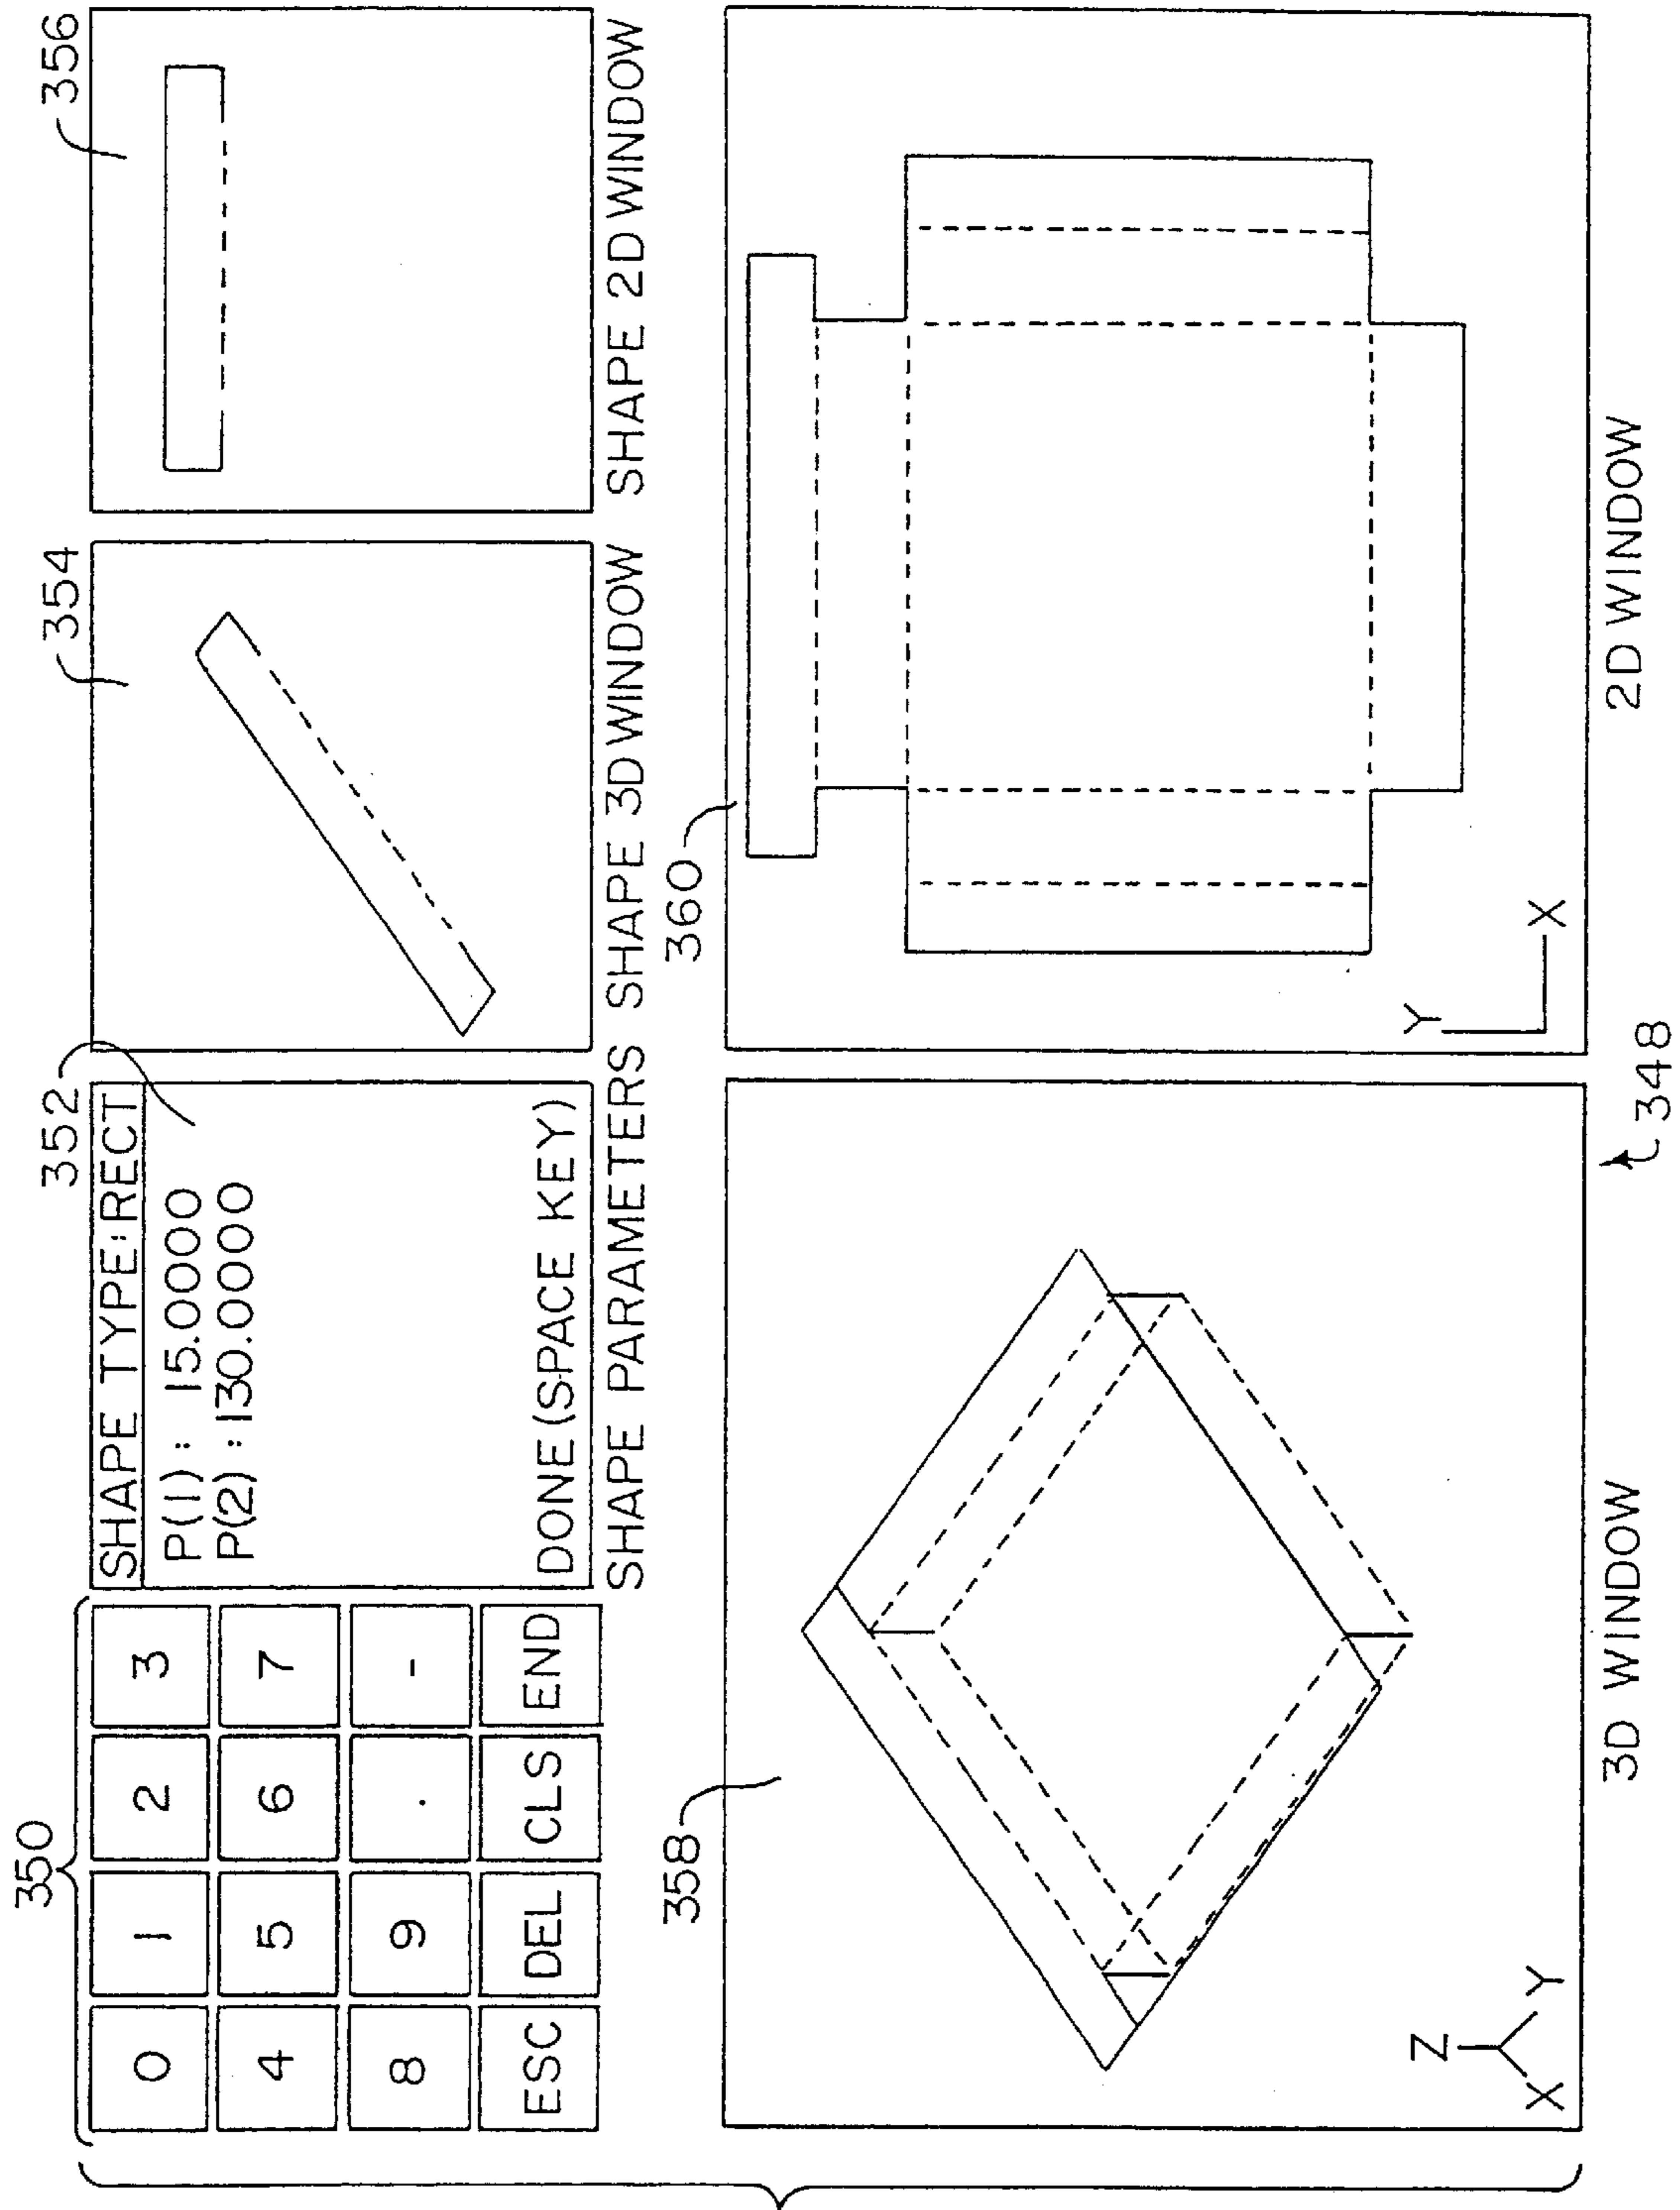 350
0 1 2 3
4 5 6 7
8 9 . -
ESC DEL CLS END
352
SHAPE TYPE:RECT
P(1) : 15.0000
P(2) : 130.0000
DONE (SPACE KEY)
SHAPE PARAMETERS
354
SHAPE 3D WINDOW
356
SHAPE 2D WINDOW
358
Z
X Y
3D WINDOW
360
Y
X
2D WINDOW
348